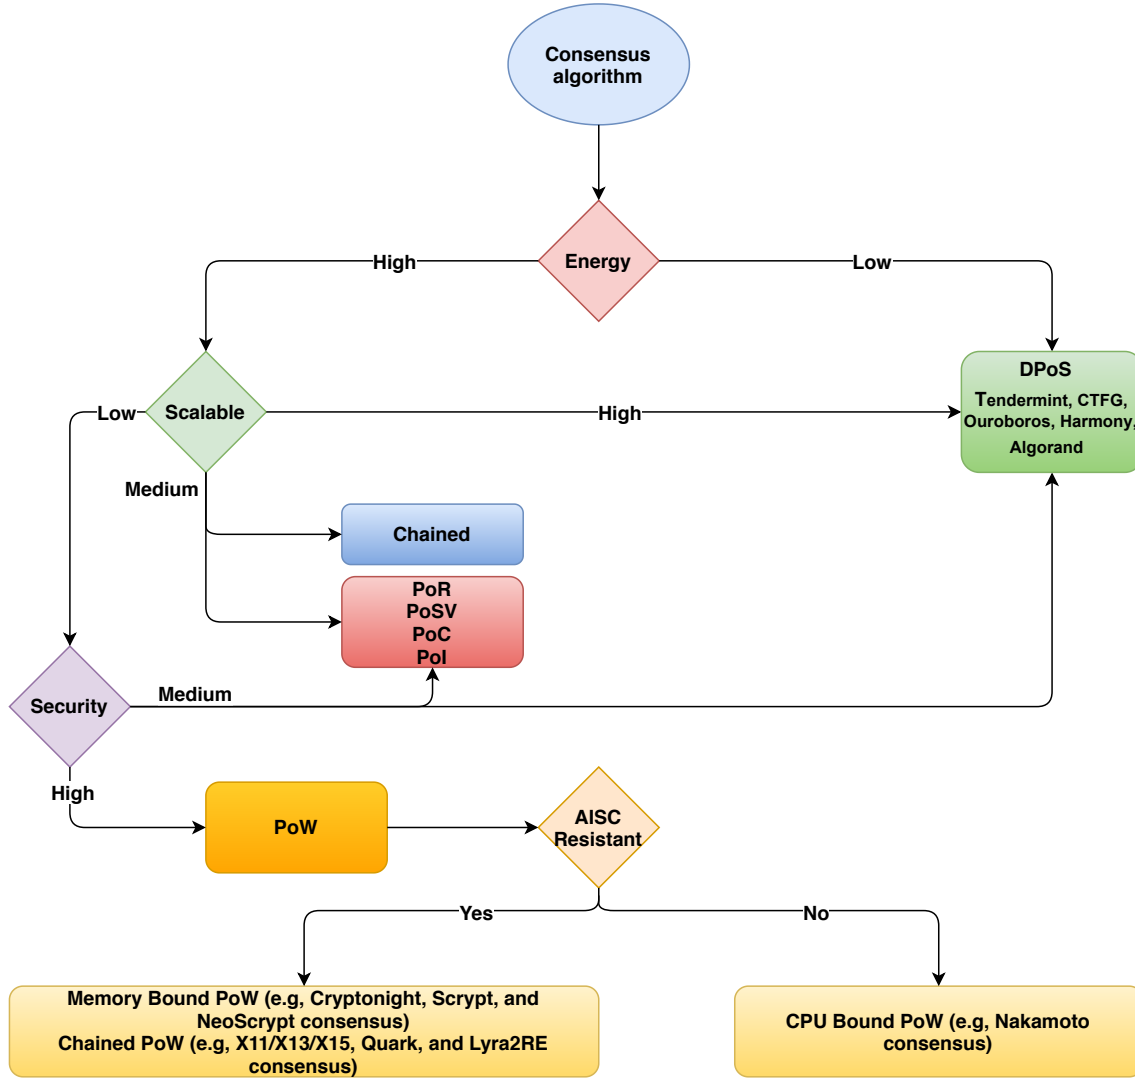 Consensus
algorithm
Energy
High
Low
DPoS
Tendermint, CTFG,
Ouroboros, Harmony,
Algorand
Scalable
Low
High
Medium
Chained
PoR
PoSV
PoC
PoI
Security
Medium
High
PoW
AISC
Resistant
Yes
No
Memory Bound PoW (e.g, Cryptonight, Scrypt, and
NeoScrypt consensus)
Chained PoW (e.g, X11/X13/X15, Quark, and Lyra2RE
consensus)
CPU Bound PoW (e.g, Nakamoto
consensus)